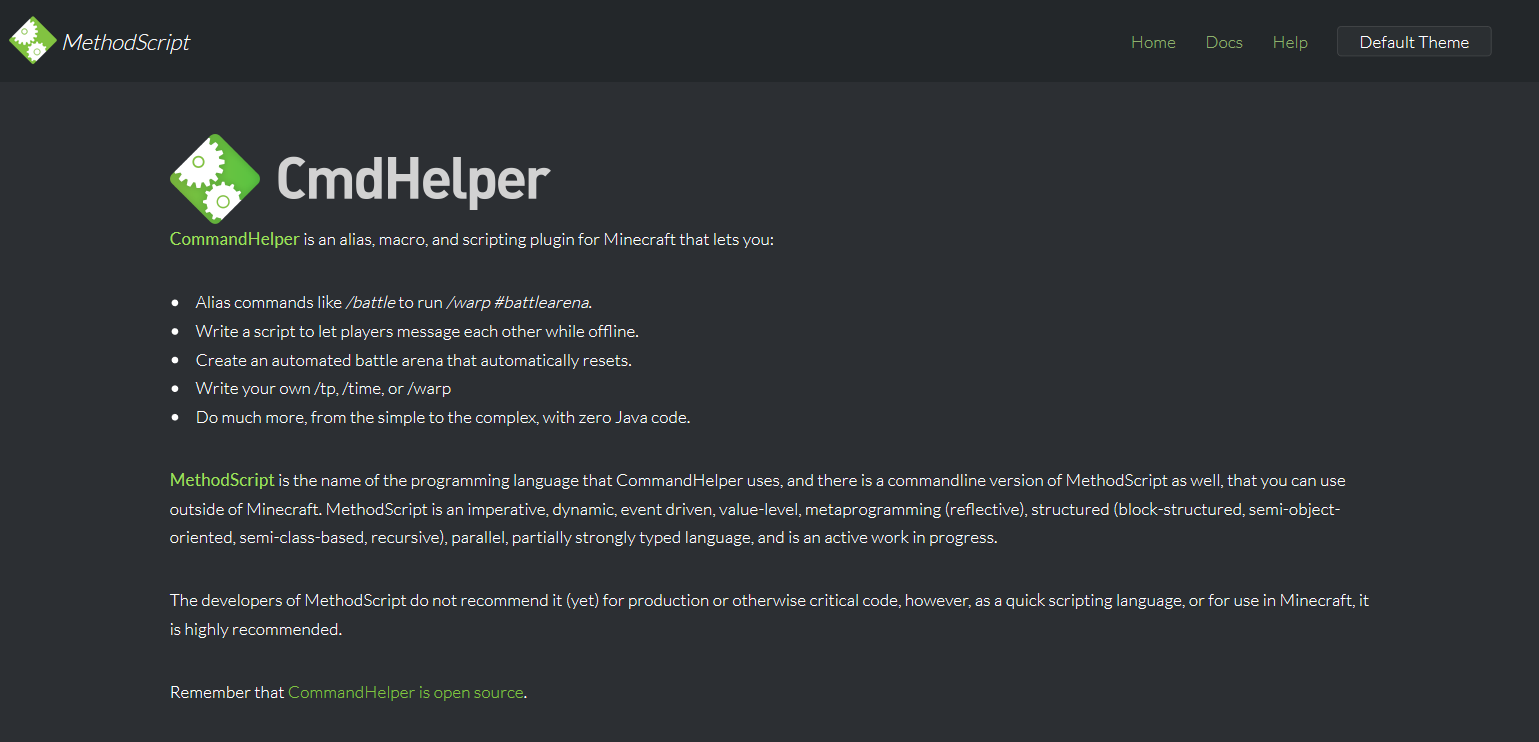 MethodScript
Home Docs Help Default Theme
CmdHelper
CommandHelper is an alias, macro, and scripting plugin for Minecraft that lets you:
Alias commands like /battle to run /warp #battlearena.
Write a script to let players message each other while offline.
Create an automated battle arena that automatically resets.
Write your own /tp, /time, or /warp
Do much more, from the simple to the complex, with zero Java code.
MethodScript is the name of the programming language that CommandHelper uses, and there is a commandline version of MethodScript as well, that you can use
outside of Minecraft. MethodScript is an imperative, dynamic, event driven, value-level, metaprogramming (reflective), structured (block-structured, semi-object-
oriented, semi-class-based, recursive), parallel, partially strongly typed language, and is an active work in progress.
The developers of MethodScript do not recommend it (yet) for production or otherwise critical code, however, as a quick scripting language, or for use in Minecraft, it
is highly recommended.
Remember that CommandHelper is open source.